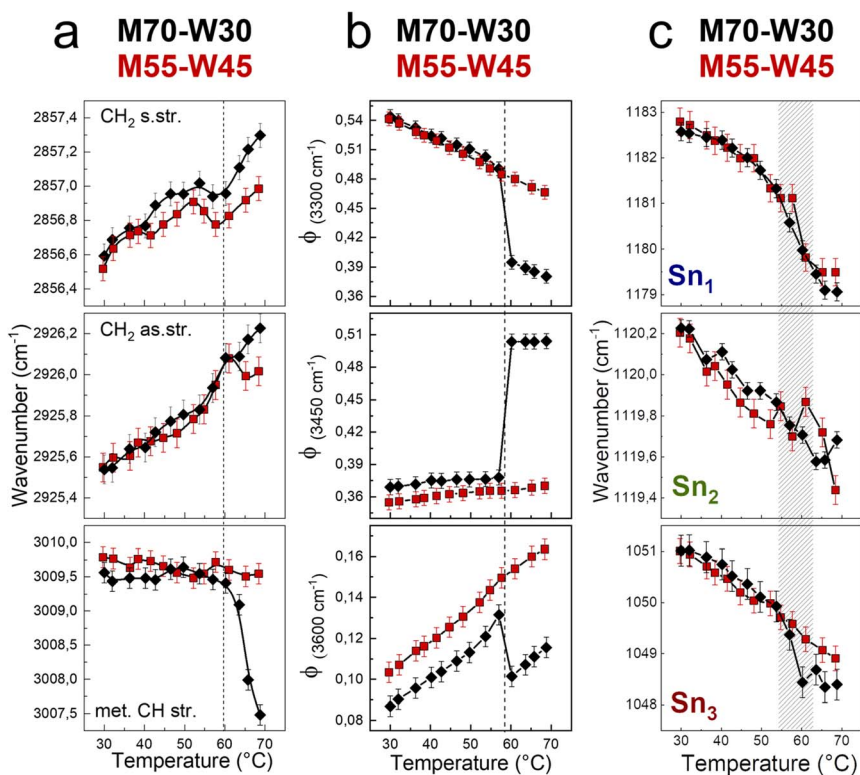 a M70-W30 b M70-W30 c M70-W30
M55-W45 M55-W45 M55-W45
CH₂ s.str.
2857,4
2857,2
2857,0
2856,8
2856,6
2856,4
CH₂ as.str.
2926,2
2926,0
2925,8
2925,6
2925,4
Wavenumber (cm⁻¹)
3010,0
3009,5
3009,0
3008,5
3008,0
3007,5
met. CH str.
30 40 50 60 70
Temperature (°C)
ϕ (3300 cm⁻¹)
0,54
0,51
0,48
0,45
0,42
0,39
0,36
ϕ (3450 cm⁻¹)
0,51
0,48
0,45
0,42
0,39
0,36
ϕ (3600 cm⁻¹)
0,16
0,14
0,12
0,10
0,08
30 40 50 60 70
Temperature (°C)
1183
1182
1181
1180
1179
Sn₁
Wavenumber (cm⁻¹)
1120,2
1120,0
1119,8
1119,6
1119,4
Sn₂
1051
1050
1049
1048
Sn₃
30 40 50 60 70
Temperature (°C)